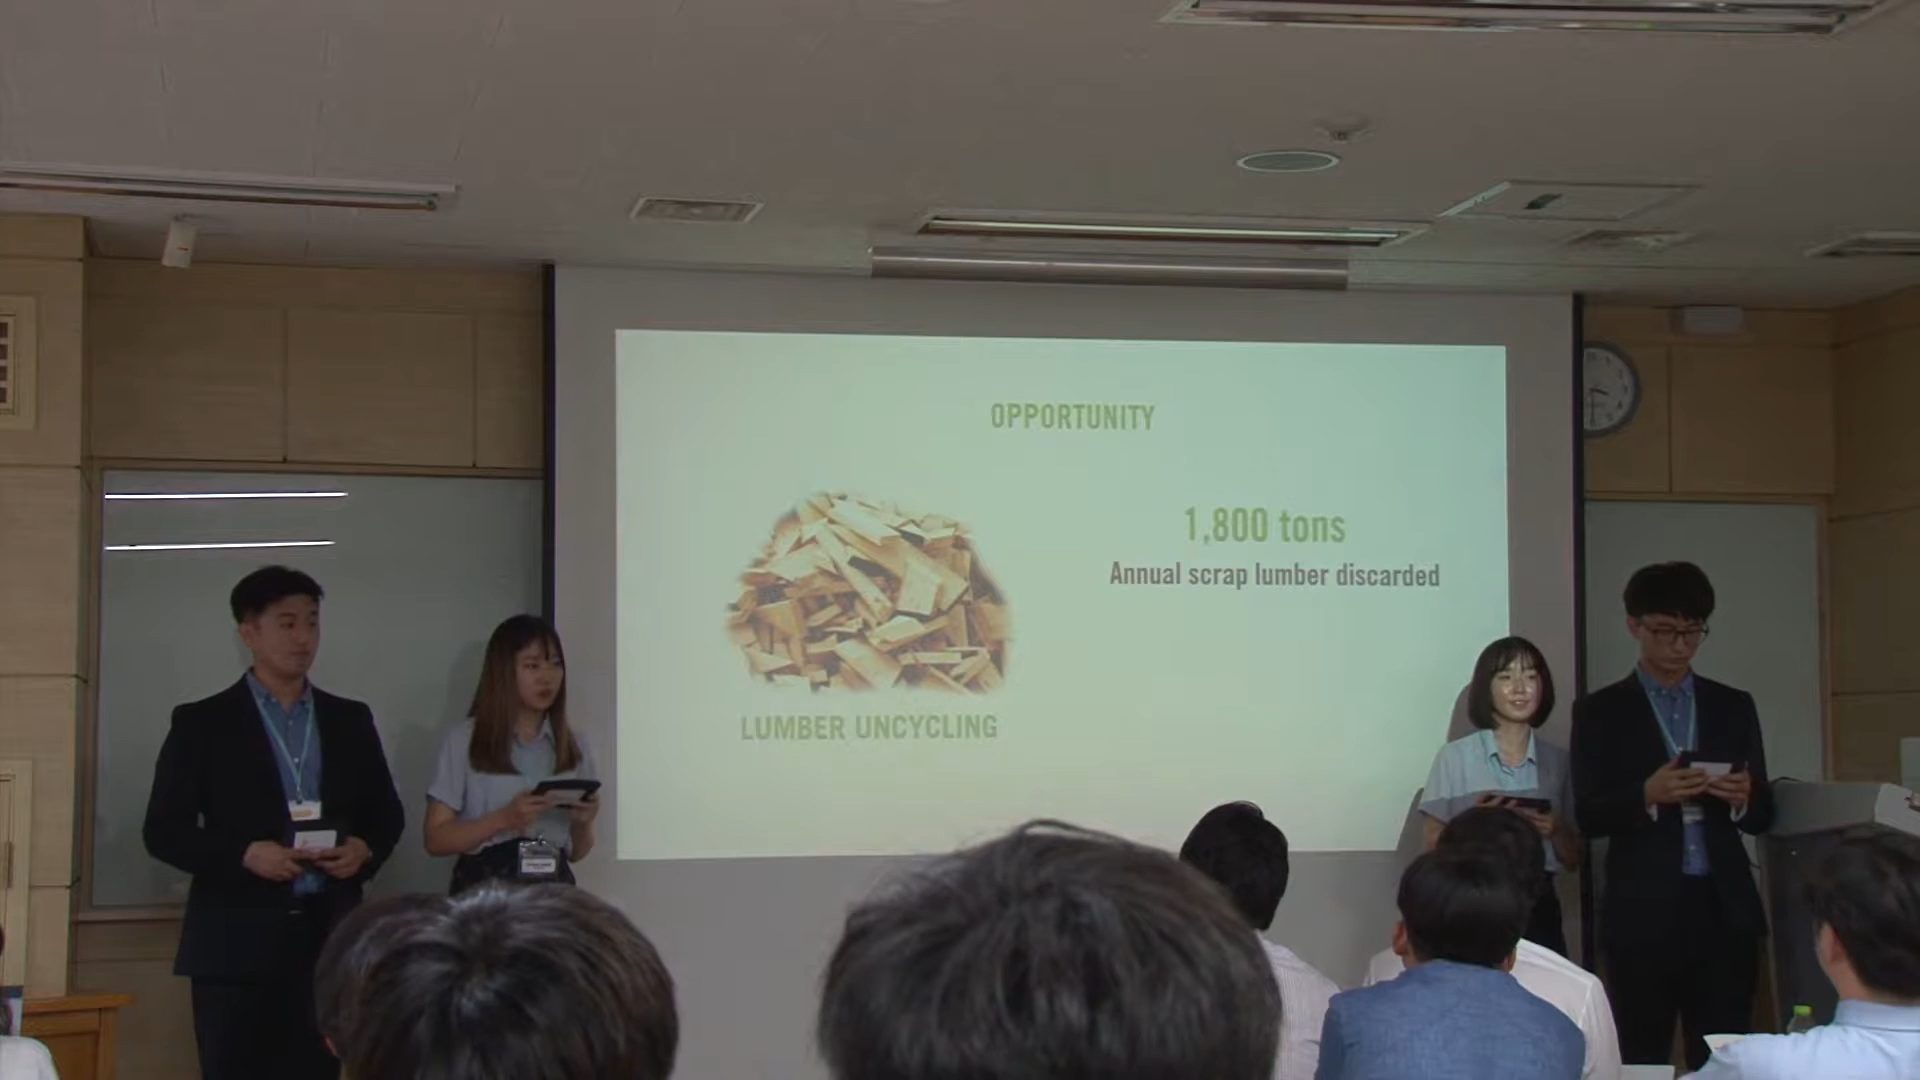 OPPORTUNITY
1,800 tons
Annual scrap lumber discarded
LUMBER UNCYCLING